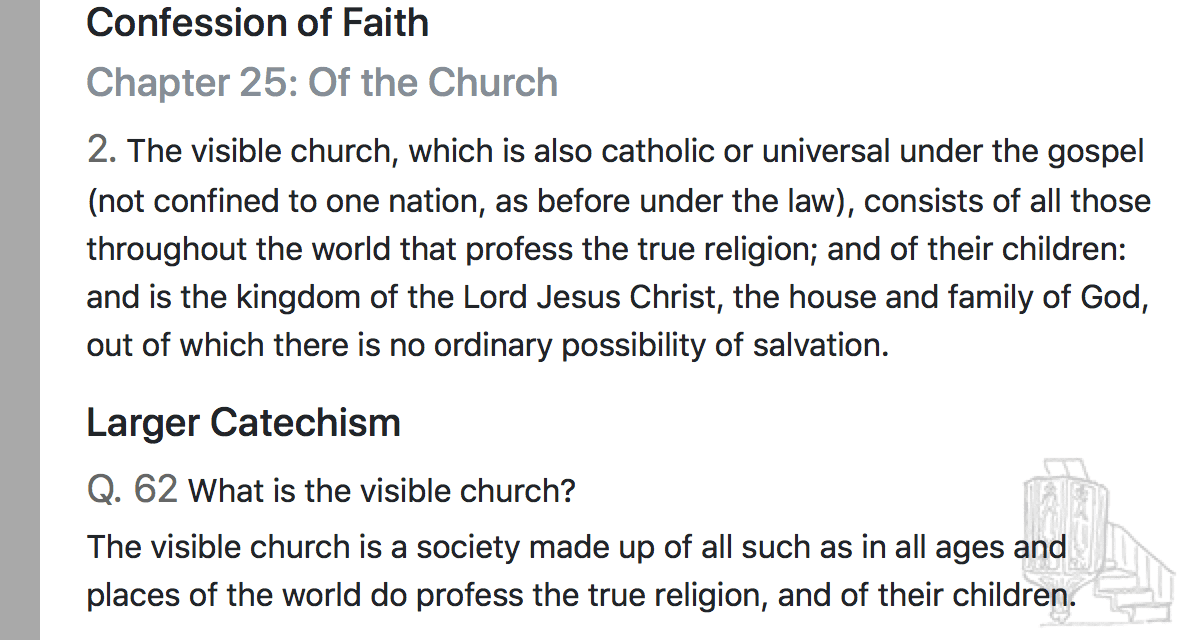 Confession of Faith
Chapter 25: Of the Church
2. The visible church, which is also catholic or universal under the gospel
(not confined to one nation, as before under the law), consists of all those
throughout the world that profess the true religion; and of their children:
and is the kingdom of the Lord Jesus Christ, the house and family of God,
out of which there is no ordinary possibility of salvation.
Larger Catechism
Q. 62 What is the visible church?
The visible church is a society made up of all such as in all ages and
places of the world do profess the true religion, and of their children.